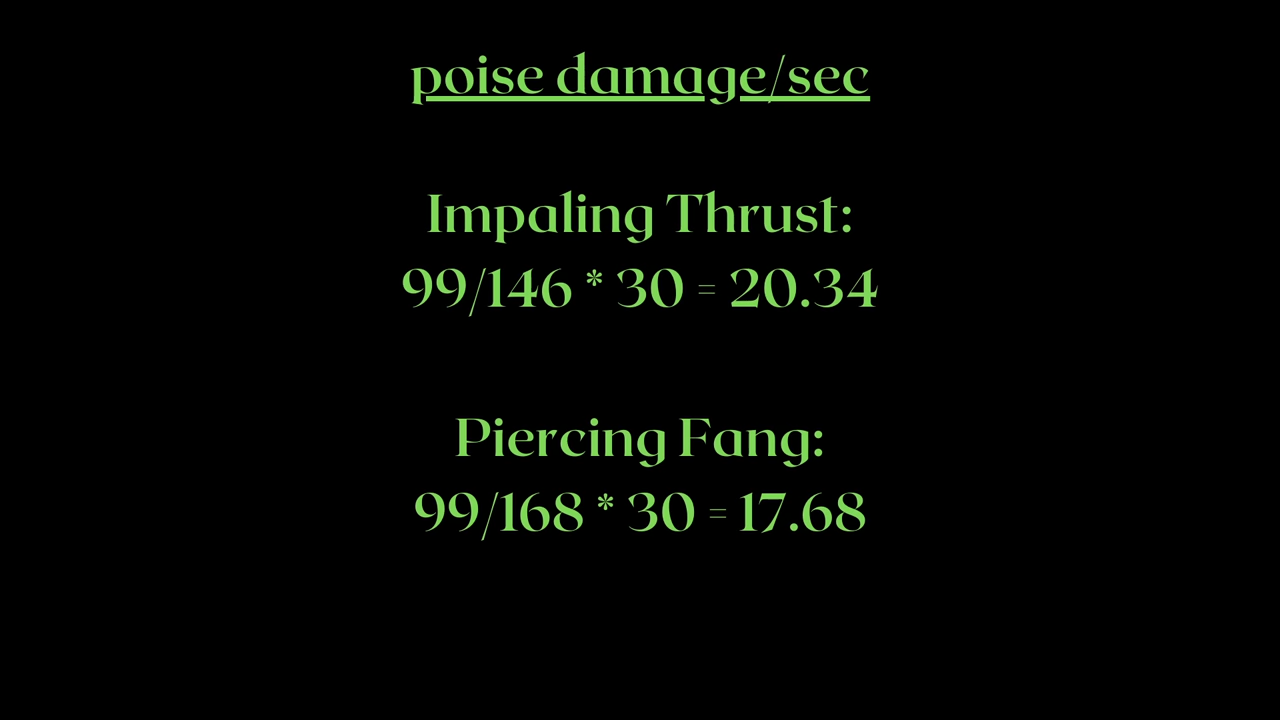 poise damage/sec
Impaling Thrust:
99/146 * 30 = 20.34
Piercing Fang:
99/168 * 30 = 17.68